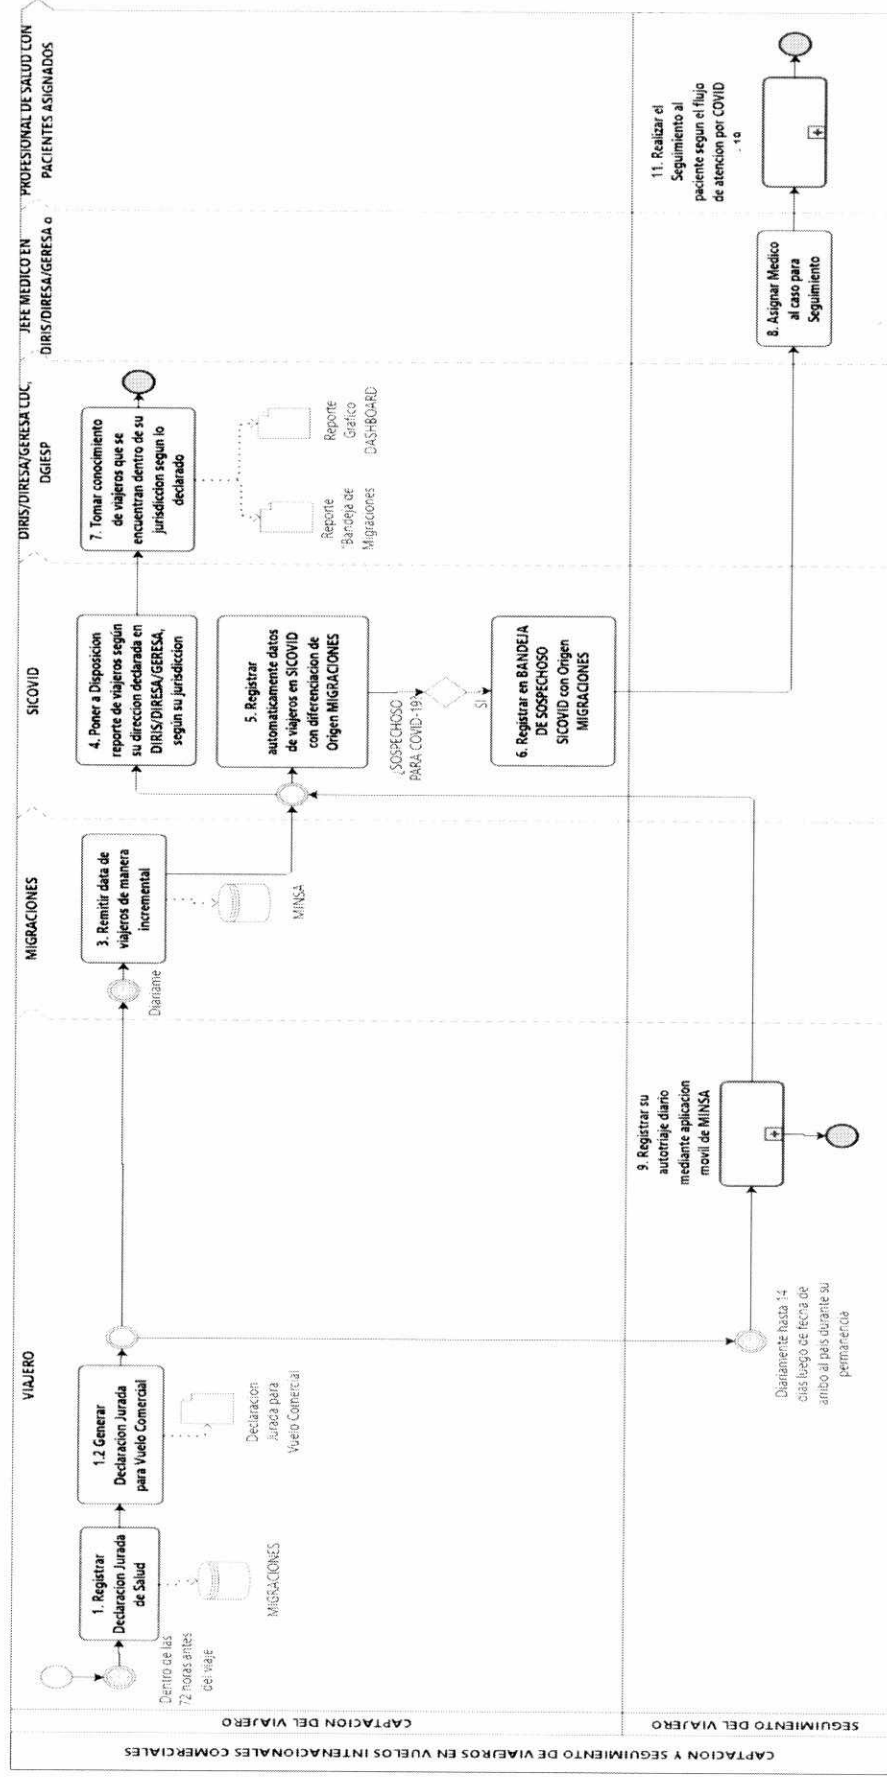 CAPTACION Y SEGUIMIENTO DE VIAEJROS EN VUELOS INTENACIONALES COMERCIALES
CAPTACION DEL VIAJERO
SEGUIMIENTO DEL VIAJERO
VIAJERO
MIGRACIONES
SICOVID
DIRIS/DIRESA/GERESA CDC,
DGIESP
JEFE MEDICO EN
DIRIS/DIRESA/GERESA o
PROFESIONAL DE SALUD CON
PACIENTES ASIGNADOS
Dentro de las
72 horas antes
del viaje
1. Registrar
Declaracion Jurada
de Salud
MIGRACIONES
1.2 Generar
Declaracion Jurada
para Vuelo Comercial
Declaracion
Jurada para
Vuelo Comercial
Diariame
3. Remitir data de
viajeros de manera
incremental
MINSA
4. Poner a Disposicion
reporte de viajeros según
su direccion declarada en
DIRIS/DIRESA/GERESA,
según su jurisdiccion
5. Registrar
automaticamente datos
de viajeros en SICOVID
con diferenciacion de
Origen MIGRACIONES
¿SOSPECHOSO
PARA COVID-19?
SI
6. Registrar en BANDEJA
DE SOSPECHOSO
SICOVID con Origen
MIGRACIONES
7. Tomar conocimiento
de viajeros que se
encuentran dentro de su
jurisdiccion segun lo
declarado
Reporte
"Bandeja de
Migraciones
Reporte
Grafico
DASHBOARD
Diariamente hasta 14
dias luego de fecha de
arribo al pais durante su
permanencia
9. Registrar su
autotriaje diario
mediante aplicacion
movil de MINSA
8. Asignar Medico
al caso para
Seguimiento
11. Realizar el
Seguimiento al
paciente segun el flujo
de atencion por COVID
- 19